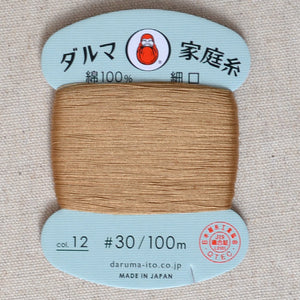 ダルマ 家庭糸
綿100% 細口
col. 12 #30/100m
daruma-ito.co.jp
MADE IN JAPAN
QTEC